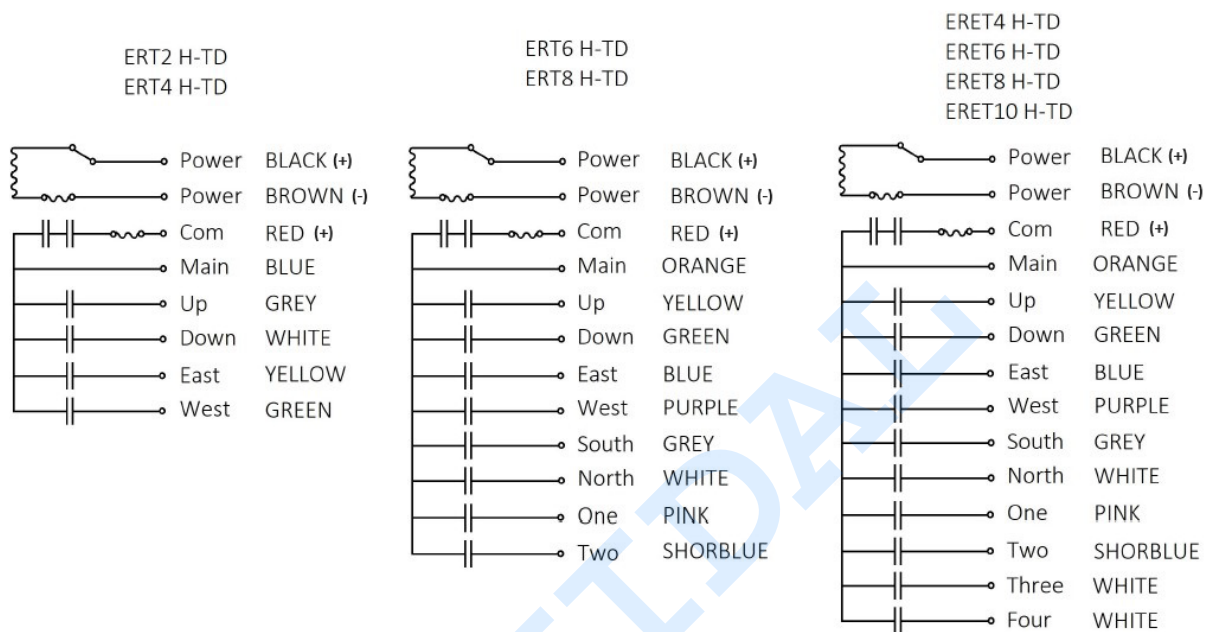 ERT2 H-TD
ERT4 H-TD
Power BLACK (+)
Power BROWN (-)
Com RED (+)
Main BLUE
Up GREY
Down WHITE
East YELLOW
West GREEN
ERT6 H-TD
ERT8 H-TD
Power BLACK (+)
Power BROWN (-)
Com RED (+)
Main ORANGE
Up YELLOW
Down GREEN
East BLUE
West PURPLE
South GREY
North WHITE
One PINK
Two SHORBLUE
ERET4 H-TD
ERET6 H-TD
ERET8 H-TD
ERET10 H-TD
Power BLACK (+)
Power BROWN (-)
Com RED (+)
Main ORANGE
Up YELLOW
Down GREEN
East BLUE
West PURPLE
South GREY
North WHITE
One PINK
Two SHORBLUE
Three WHITE
Four WHITE